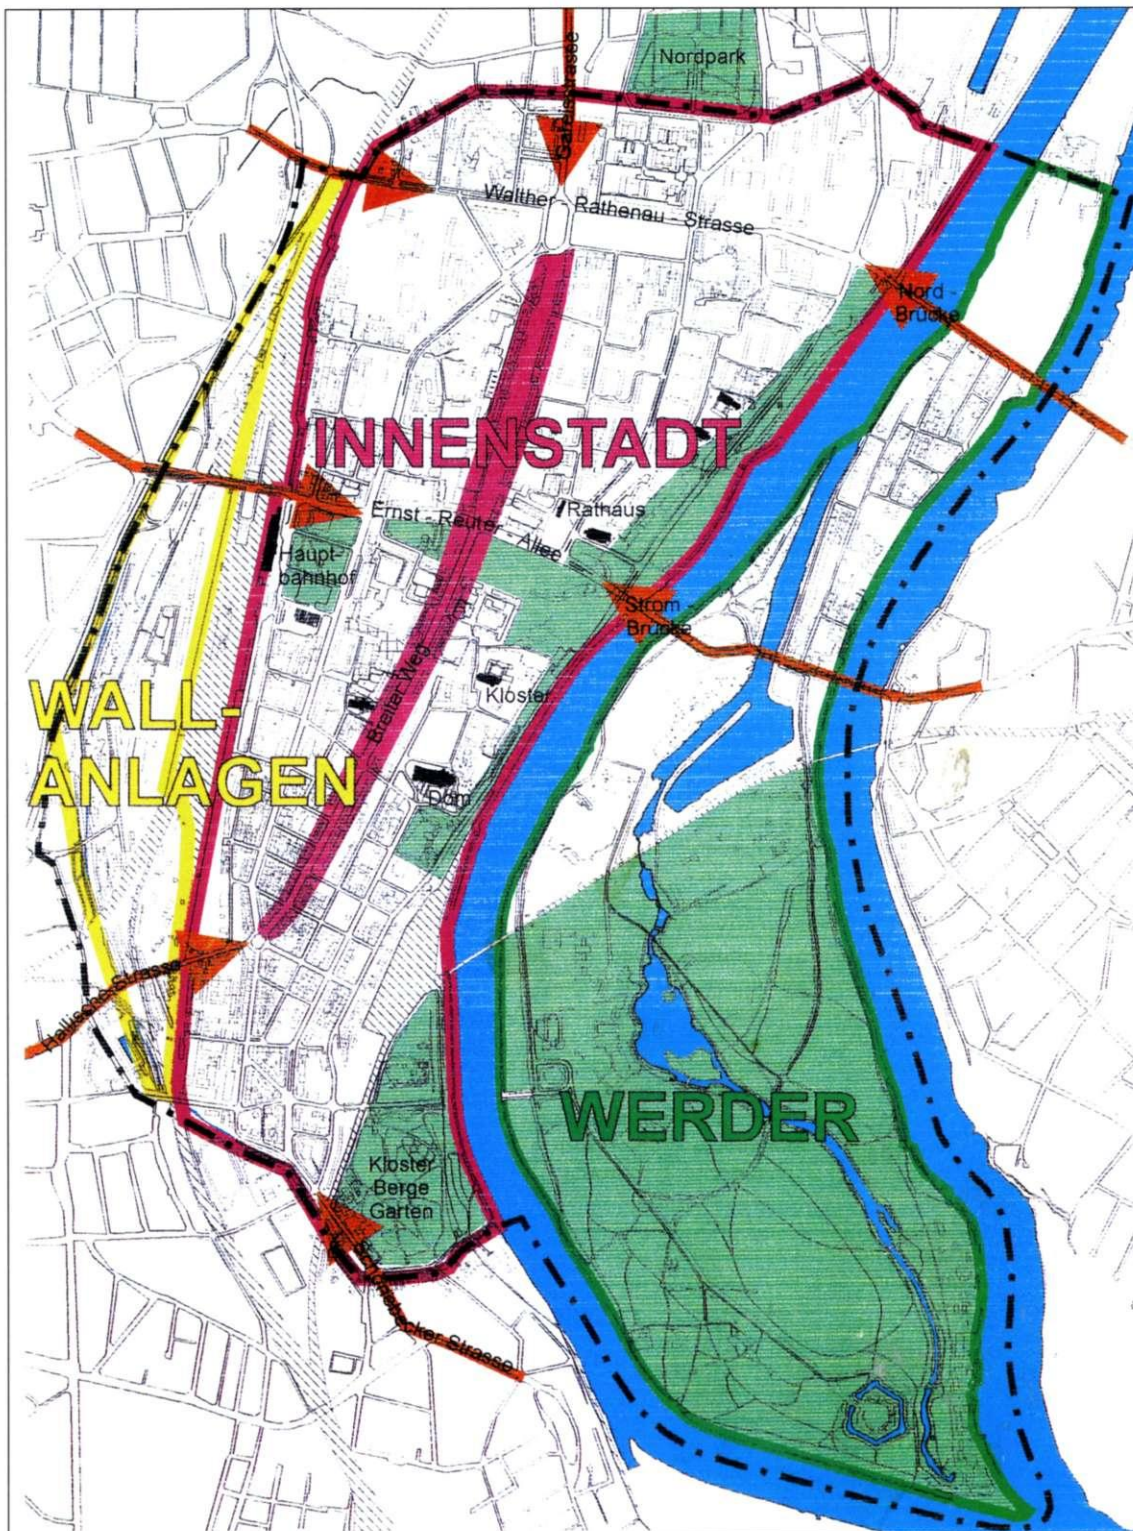 Nordpark
Walther - Rathenau - Strasse
Nord -
Brücke
INNENSTADT
Ernst - Reuter - Allee
Rathaus
Haupt-
bahnhof
Strom -
Brücke
Breiter Weg
Kloster
WALL-
ANLAGEN
Dom
Hallische Strasse
WERDER
Kloster
Berge
Garten